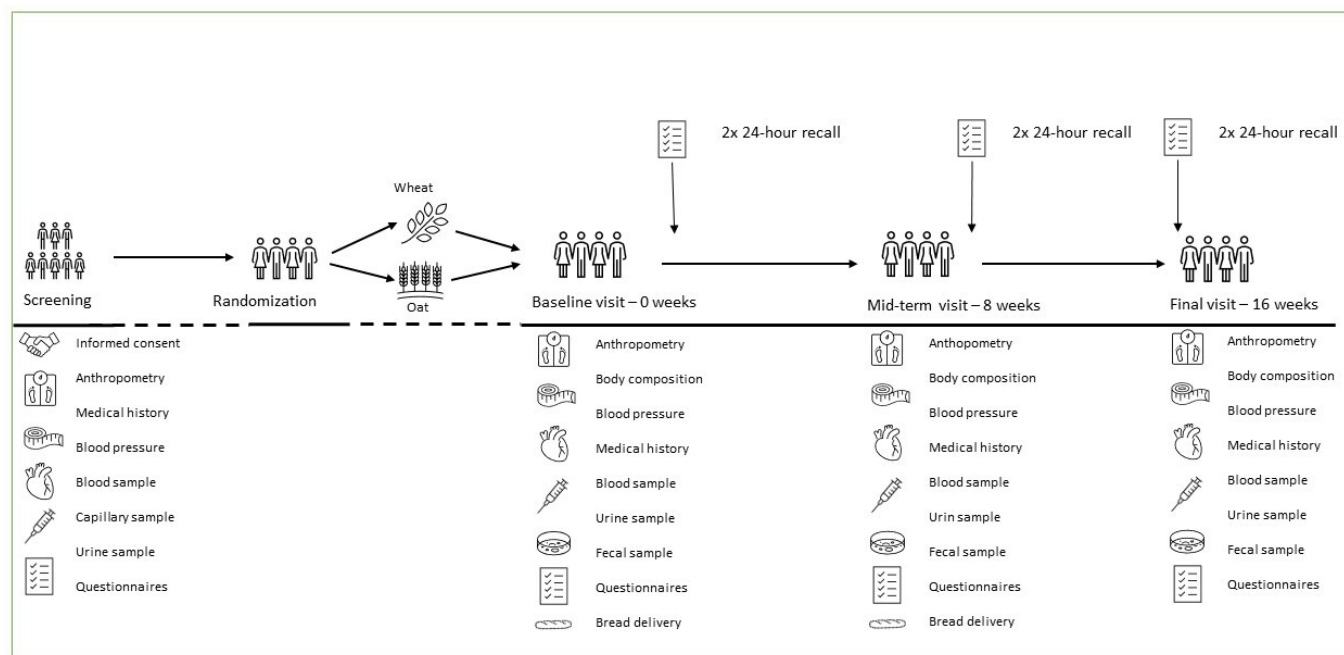 2x 24-hour recall
2x 24-hour recall
2x 24-hour recall
Wheat
Oat
Screening
Randomization
Baseline visit – 0 weeks
Mid-term visit – 8 weeks
Final visit – 16 weeks
Informed consent
Anthropometry
Medical history
Blood pressure
Blood sample
Capillary sample
Urine sample
Questionnaires
Anthropometry
Body composition
Blood pressure
Medical history
Blood sample
Urine sample
Fecal sample
Questionnaires
Bread delivery
Anthopometry
Body composition
Blood pressure
Medical history
Blood sample
Urin sample
Fecal sample
Questionnaires
Bread delivery
Anthropometry
Body composition
Blood pressure
Medical history
Blood sample
Urine sample
Fecal sample
Questionnaires